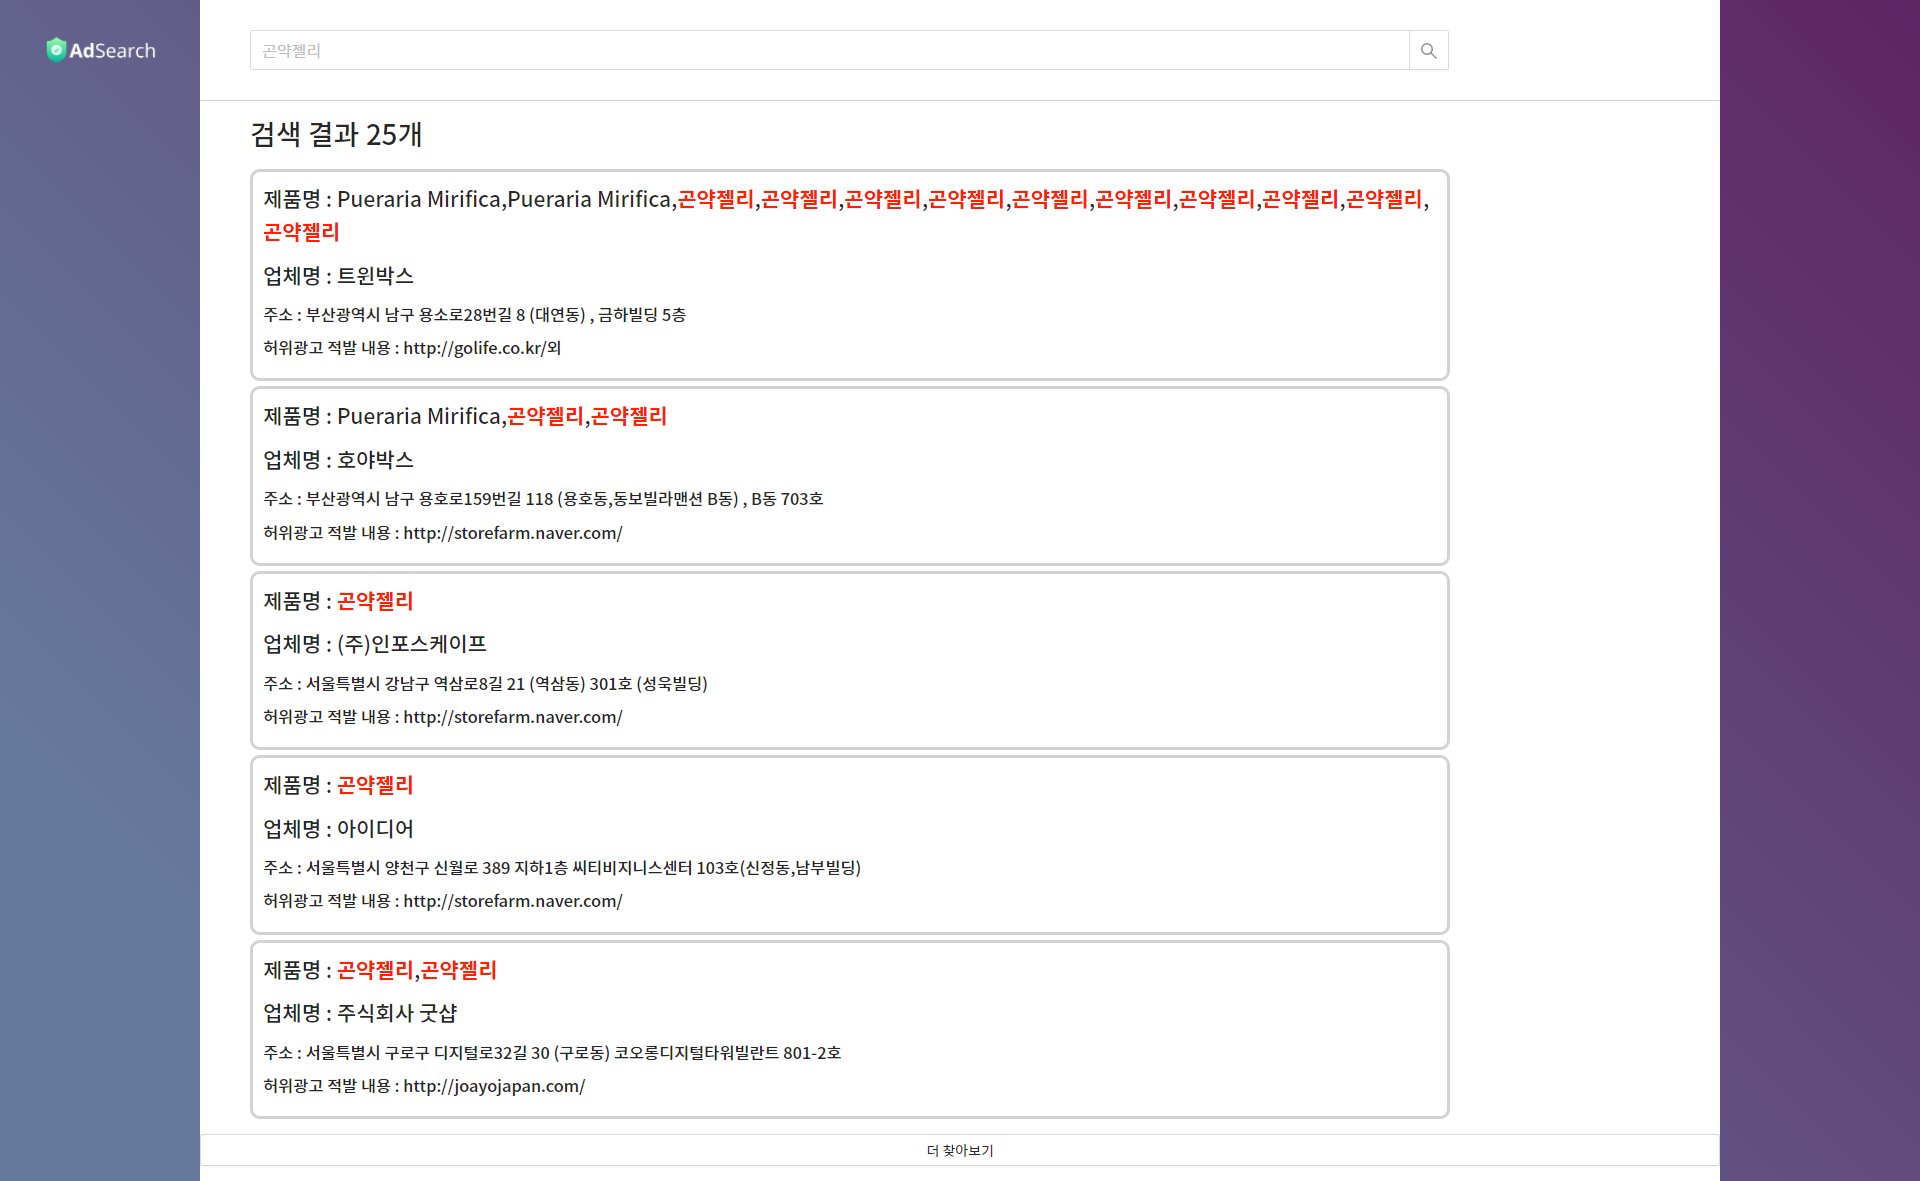 AdSearch
곤약젤리
검색 결과 25개
제품명 : Pueraria Mirifica,Pueraria Mirifica,곤약젤리,곤약젤리,곤약젤리,곤약젤리,곤약젤리,곤약젤리,곤약젤리,곤약젤리,곤약젤리,
곤약젤리
업체명 : 트윈박스
주소 : 부산광역시 남구 용소로28번길 8 (대연동) , 금하빌딩 5층
허위광고 적발 내용 : http://golife.co.kr/외
제품명 : Pueraria Mirifica,곤약젤리,곤약젤리
업체명 : 호야박스
주소 : 부산광역시 남구 용호로159번길 118 (용호동,동보빌라맨션 B동) , B동 703호
허위광고 적발 내용 : http://storefarm.naver.com/
제품명 : 곤약젤리
업체명 : (주)인포스케이프
주소 : 서울특별시 강남구 역삼로8길 21 (역삼동) 301호 (성욱빌딩)
허위광고 적발 내용 : http://storefarm.naver.com/
제품명 : 곤약젤리
업체명 : 아이디어
주소 : 서울특별시 양천구 신월로 389 지하1층 씨티비지니스센터 103호(신정동,남부빌딩)
허위광고 적발 내용 : http://storefarm.naver.com/
제품명 : 곤약젤리,곤약젤리
업체명 : 주식회사 굿샵
주소 : 서울특별시 구로구 디지털로32길 30 (구로동) 코오롱디지털타워빌란트 801-2호
허위광고 적발 내용 : http://joayojapan.com/
더 찾아보기